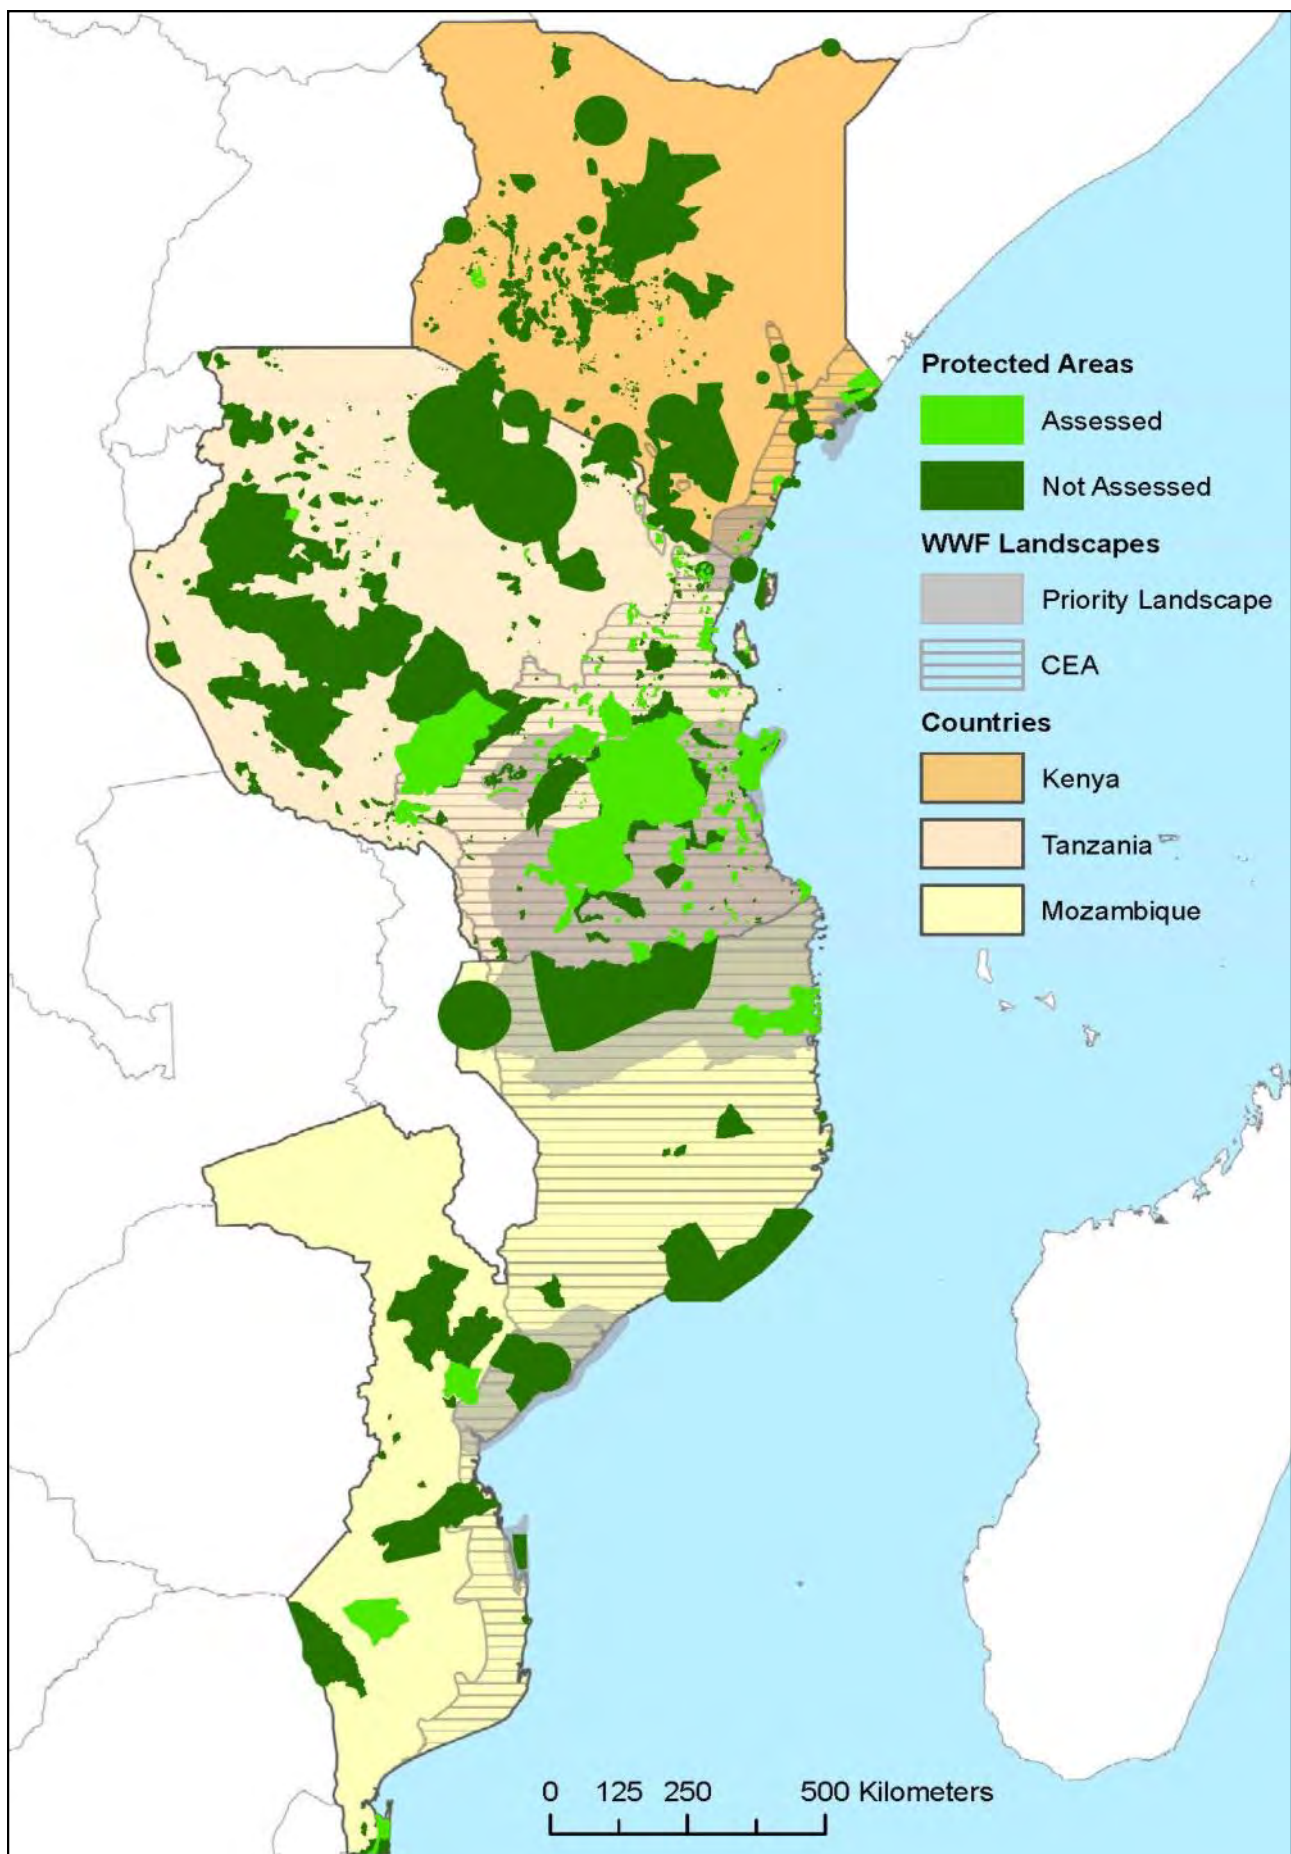 Protected Areas
Assessed
Not Assessed
WWF Landscapes
Priority Landscape
CEA
Countries
Kenya
Tanzania
Mozambique
0 125 250 500 Kilometers